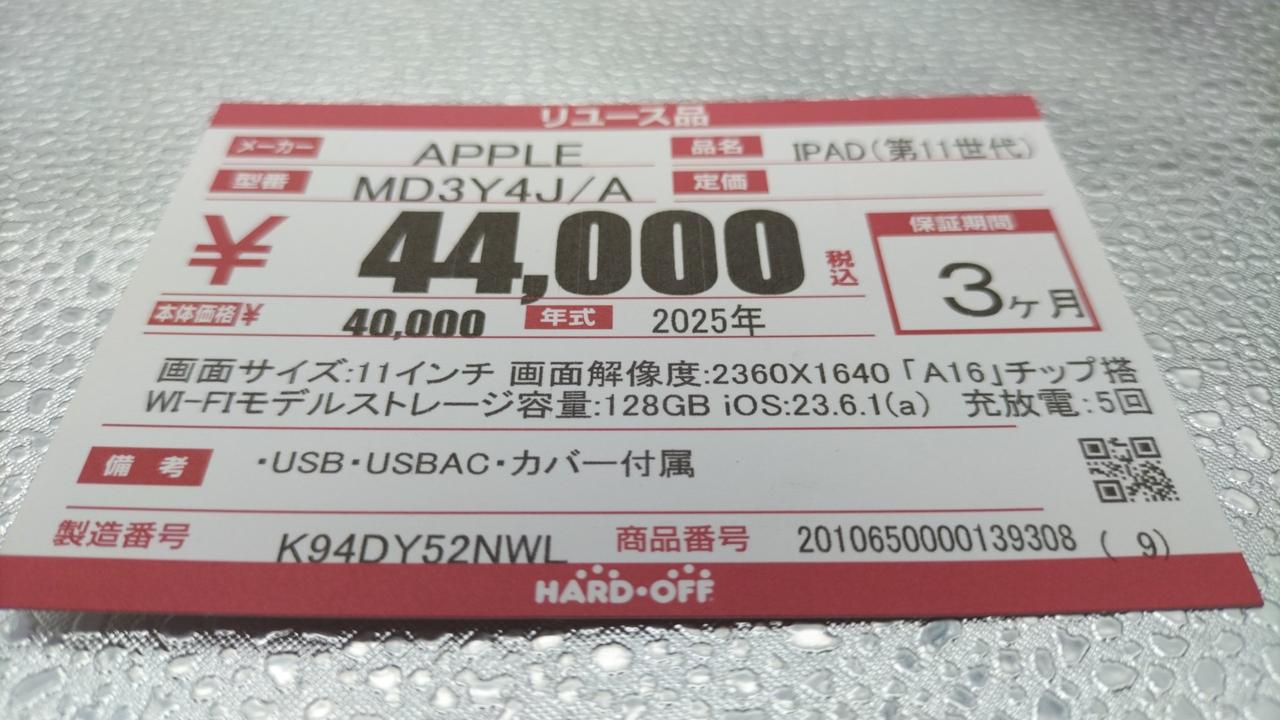 リユース品
メーカー APPLE 品名 IPAD(第11世代)
型番 MD3Y4J/A 定価
¥44,000 税込 保証期間 3ヶ月
本体価格¥ 40,000 年式 2025年
画面サイズ:11インチ 画面解像度:2360X1640 「A16」チップ搭
WI-FIモデルストレージ容量:128GB iOS:23.6.1(a) 充放電:5回
備考 ・USB・USBAC・カバー付属
製造番号 K94DY52NWL 商品番号 2010650000139308 ( 9)
HARD・OFF